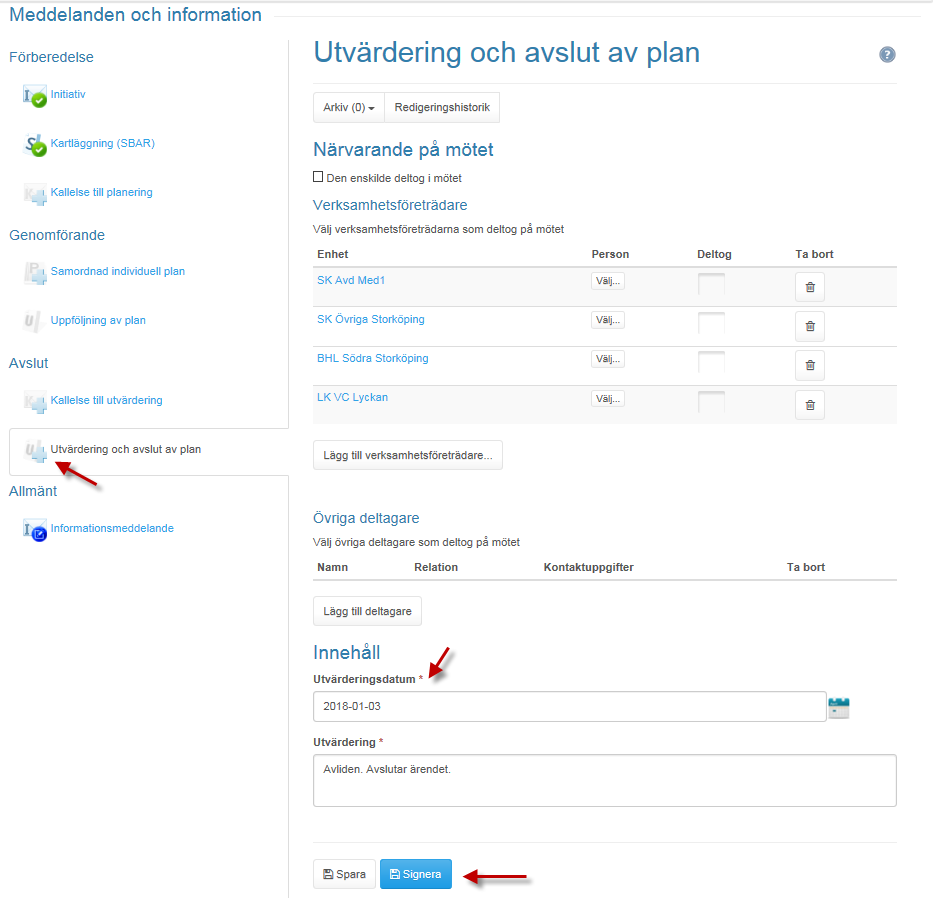 Meddelanden och information
Förberedelse
Initiativ
Kartläggning (SBAR)
Kallelse till planering
Genomförande
Samordnad individuell plan
Uppföljning av plan
Avslut
Kallelse till utvärdering
Utvärdering och avslut av plan
Allmänt
Informationsmeddelande
Utvärdering och avslut av plan
?
Arkiv (0) Redigeringshistorik
Närvarande på mötet
Den enskilde deltog i mötet
Verksamhetsföreträdare
Välj verksamhetsföreträdarna som deltog på mötet
Enhet Person Deltog Ta bort
SK Avd Med1 Välj...
SK Övriga Storköping Välj...
BHL Södra Storköping Välj...
LK VC Lyckan Välj...
Lägg till verksamhetsföreträdare...
Övriga deltagare
Välj övriga deltagare som deltog på mötet
Namn Relation Kontaktuppgifter Ta bort
Lägg till deltagare
Innehåll
Utvärderingsdatum *
2018-01-03
Utvärdering *
Avliden. Avslutar ärendet.
Spara Signera